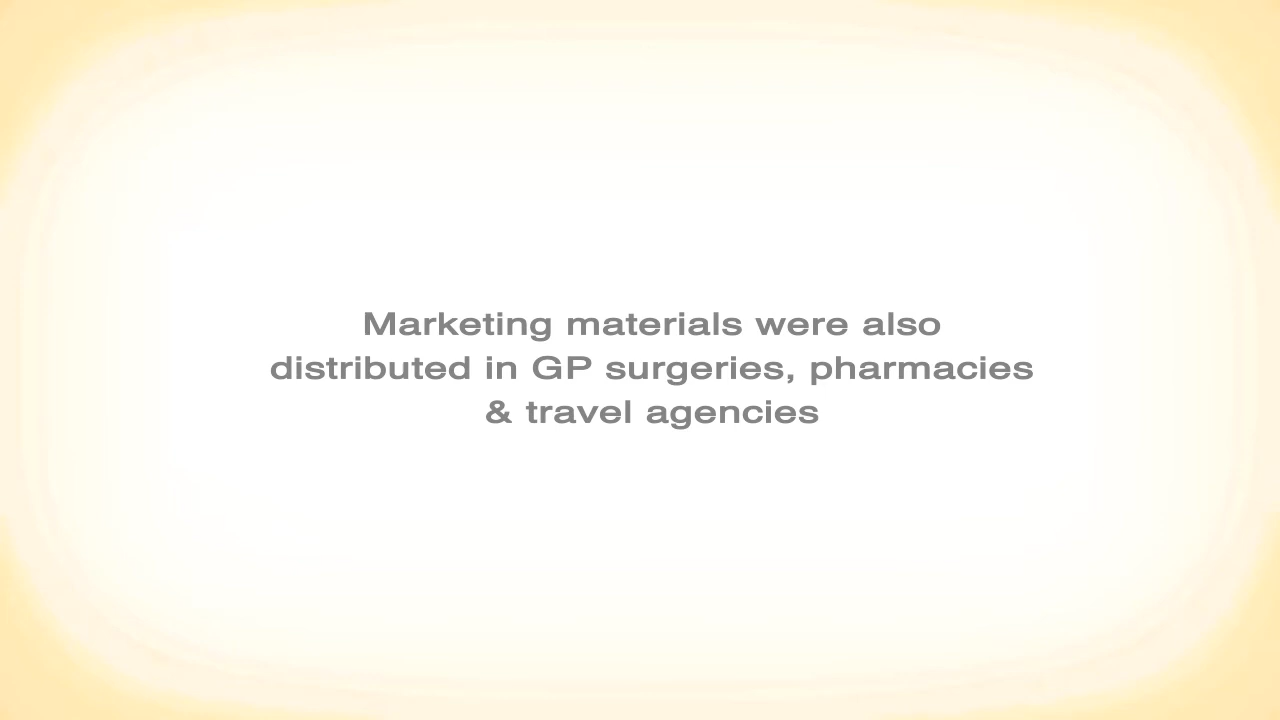 Marketing materials were also
distributed in GP surgeries, pharmacies
& travel agencies